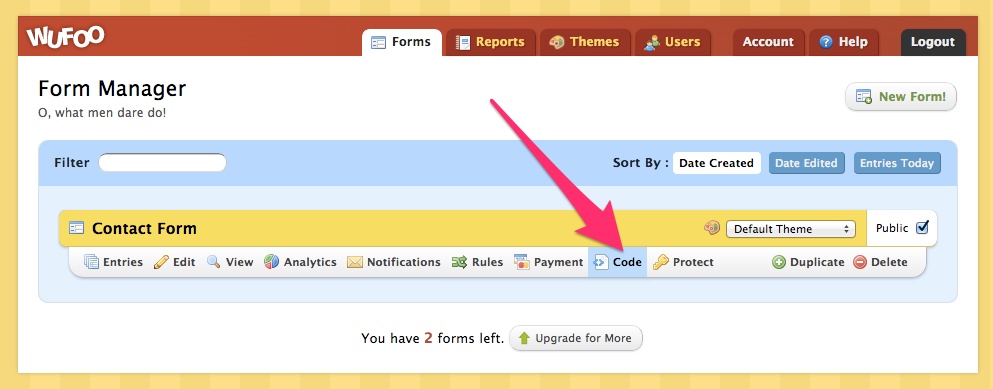 WUFOO
Forms Reports Themes Users Account Help Logout
Form Manager
O, what men dare do!
New Form!
Filter Sort By : Date Created Date Edited Entries Today
Contact Form Default Theme Public
Entries Edit View Analytics Notifications Rules Payment Code Protect Duplicate Delete
You have 2 forms left. Upgrade for More